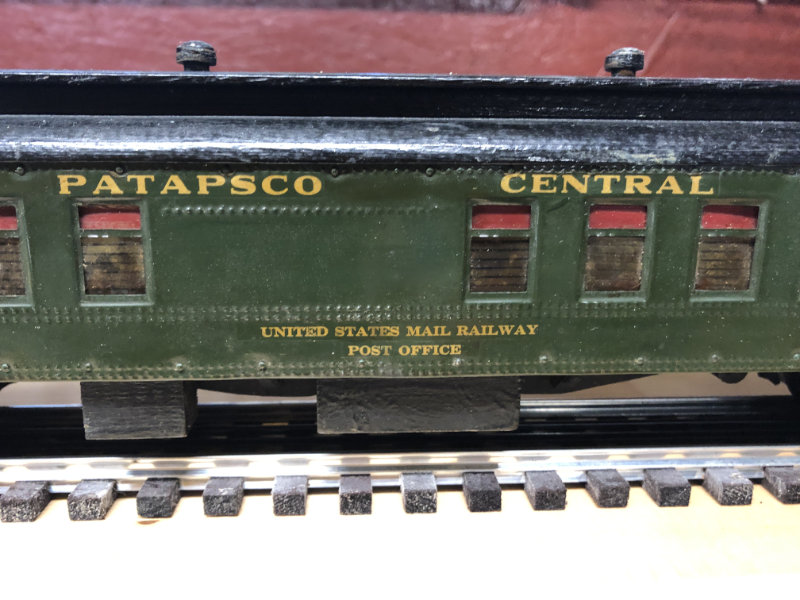 PATAPSCO CENTRAL
UNITED STATES MAIL RAILWAY
POST OFFICE